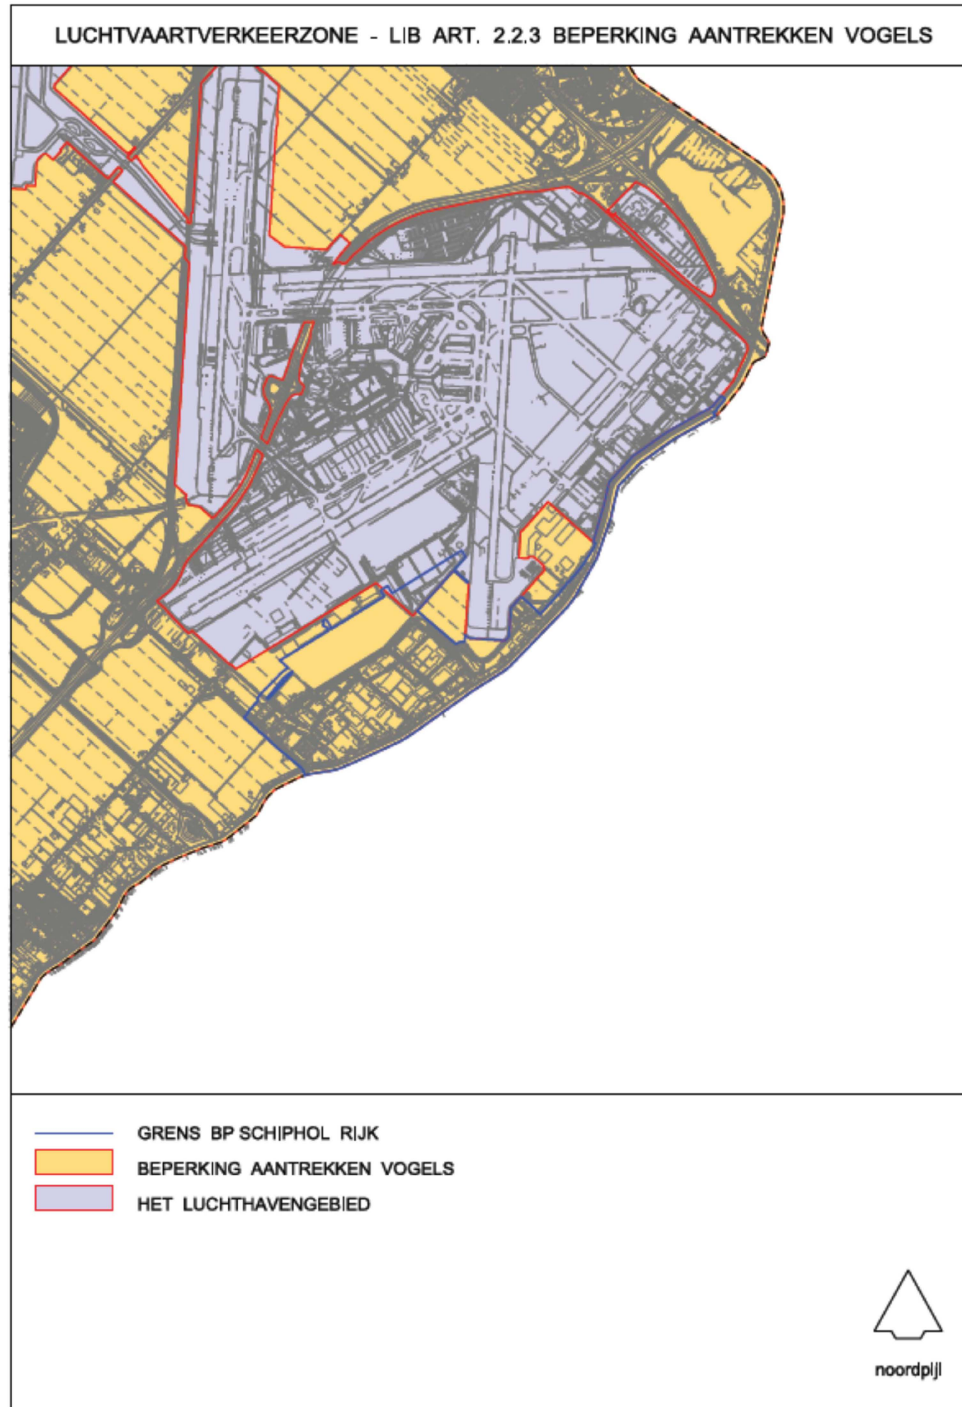 LUCHTVAARTVERKEERZONE - LIB ART. 2.2.3 BEPERKING AANTREKKEN VOGELS
GRENS BP SCHIPHOL RIJK
BEPERKING AANTREKKEN VOGELS
HET LUCHTHAVENGEBIED
noordpijl